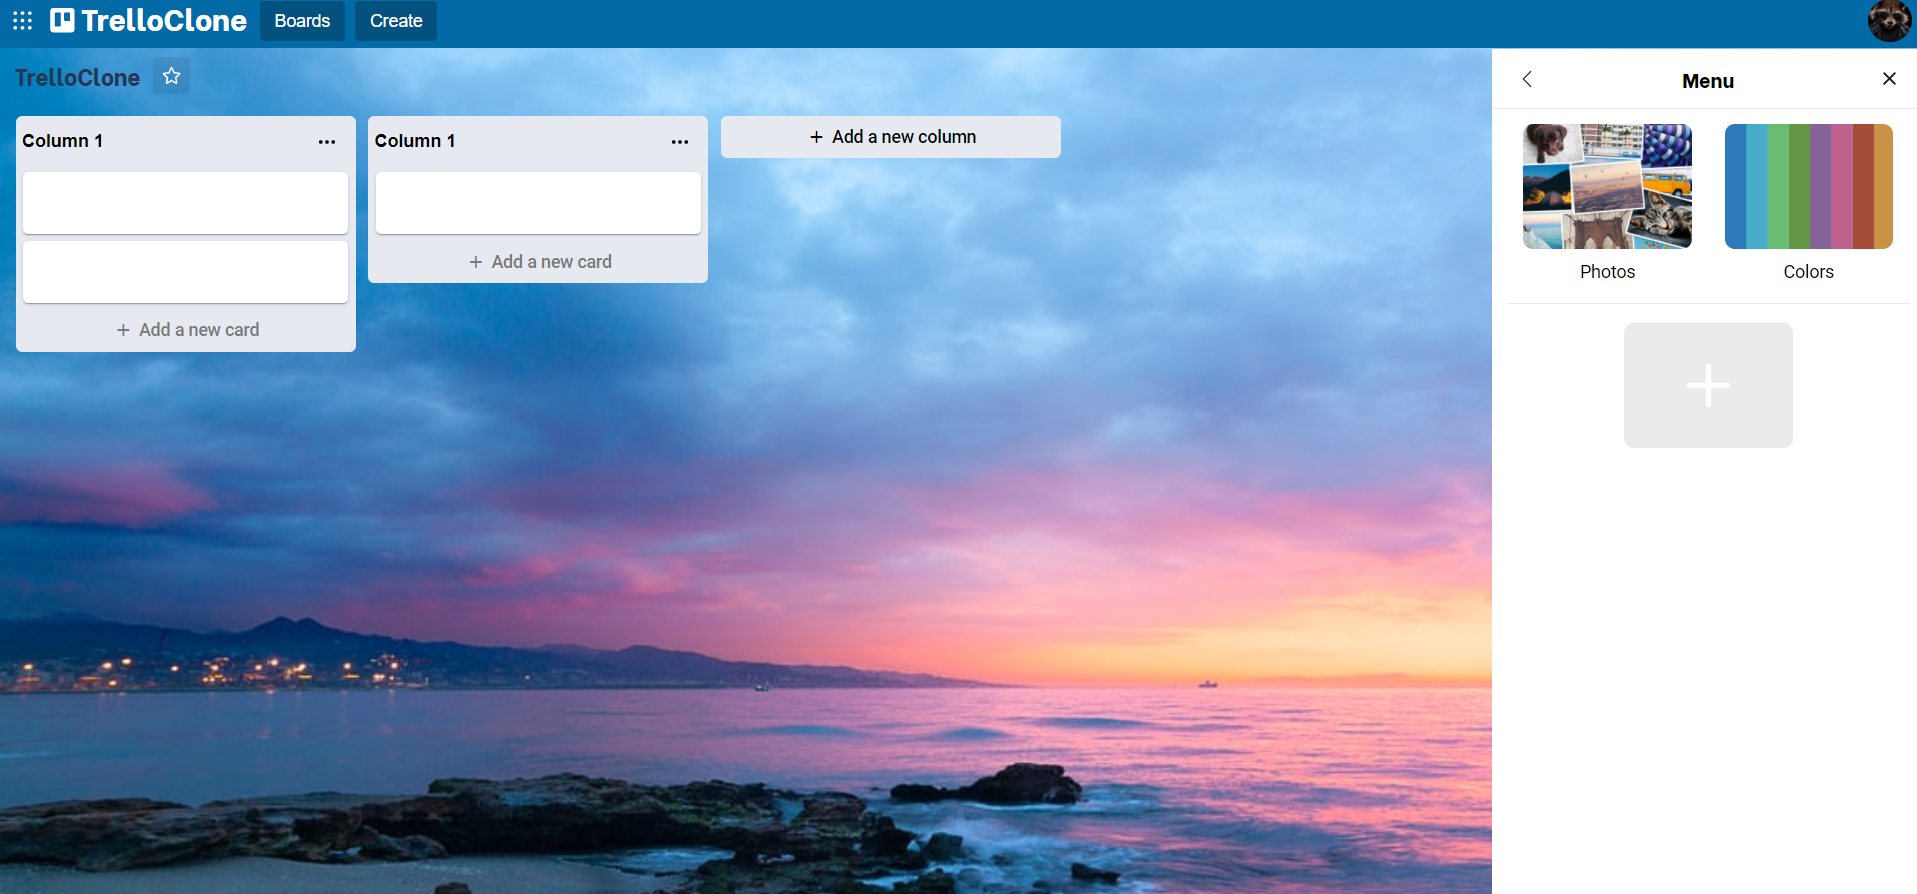 TrelloClone
Boards
Create
TrelloClone
Column 1
Add a new card
Column 1
Add a new card
Add a new column
Menu
Photos
Colors